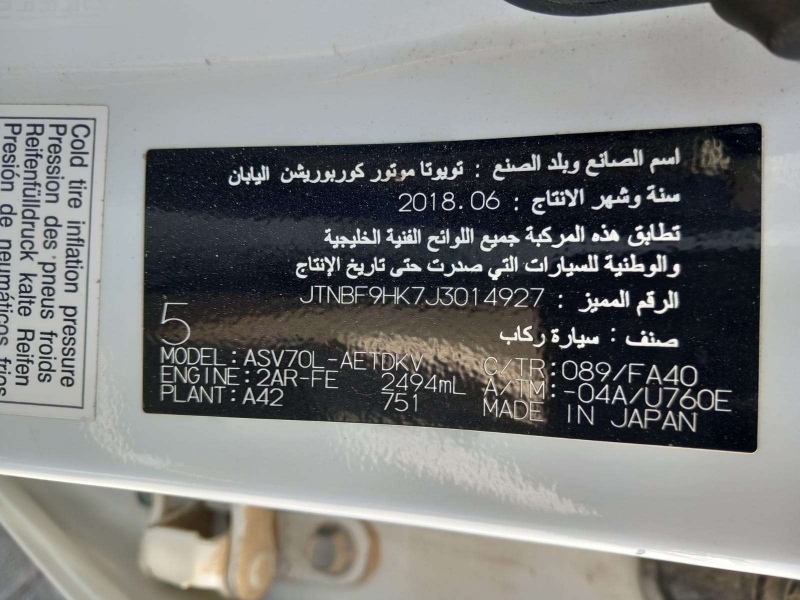 Cold tire inflation pressure
Pression des pneus froids
Reifenfülldruck kalte Reifen
Presión de neumáticos fríos
اسم الصانع وبلد الصنع : تويوتا موتور كوربوريشن اليابان
سنة وشهر الانتاج : 2018.06
تطابق هذه المركبة جميع اللوائح الفنية الخليجية
والوطنية للسيارات التي صدرت حتى تاريخ الإنتاج
الرقم المميز : JTNBF9HK7J3014927
صنف : سيارة ركاب
5
MODEL:ASV70L-AETDKV C/TR:089/FA40
ENGINE:2AR-FE 2494mL A/TM:-04A/U760E
PLANT:A42 751 MADE IN JAPAN